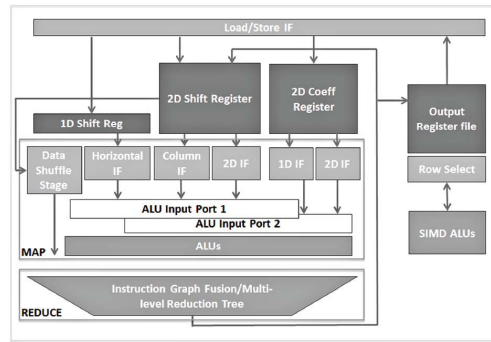 Load/Store IF
2D Shift
Register
2D Coeff
Register
Output
Register file
1D Shift Reg
Data
Shuffle
Stage
Horizontal
IF
Column
IF
2D IF
1D IF
2D IF
Row Select
ALU Input Port 1
ALU Input Port 2
SIMD ALUs
ALUs
MAP
Instruction Graph Fusion/Multi-
level Reduction Tree
REDUCE